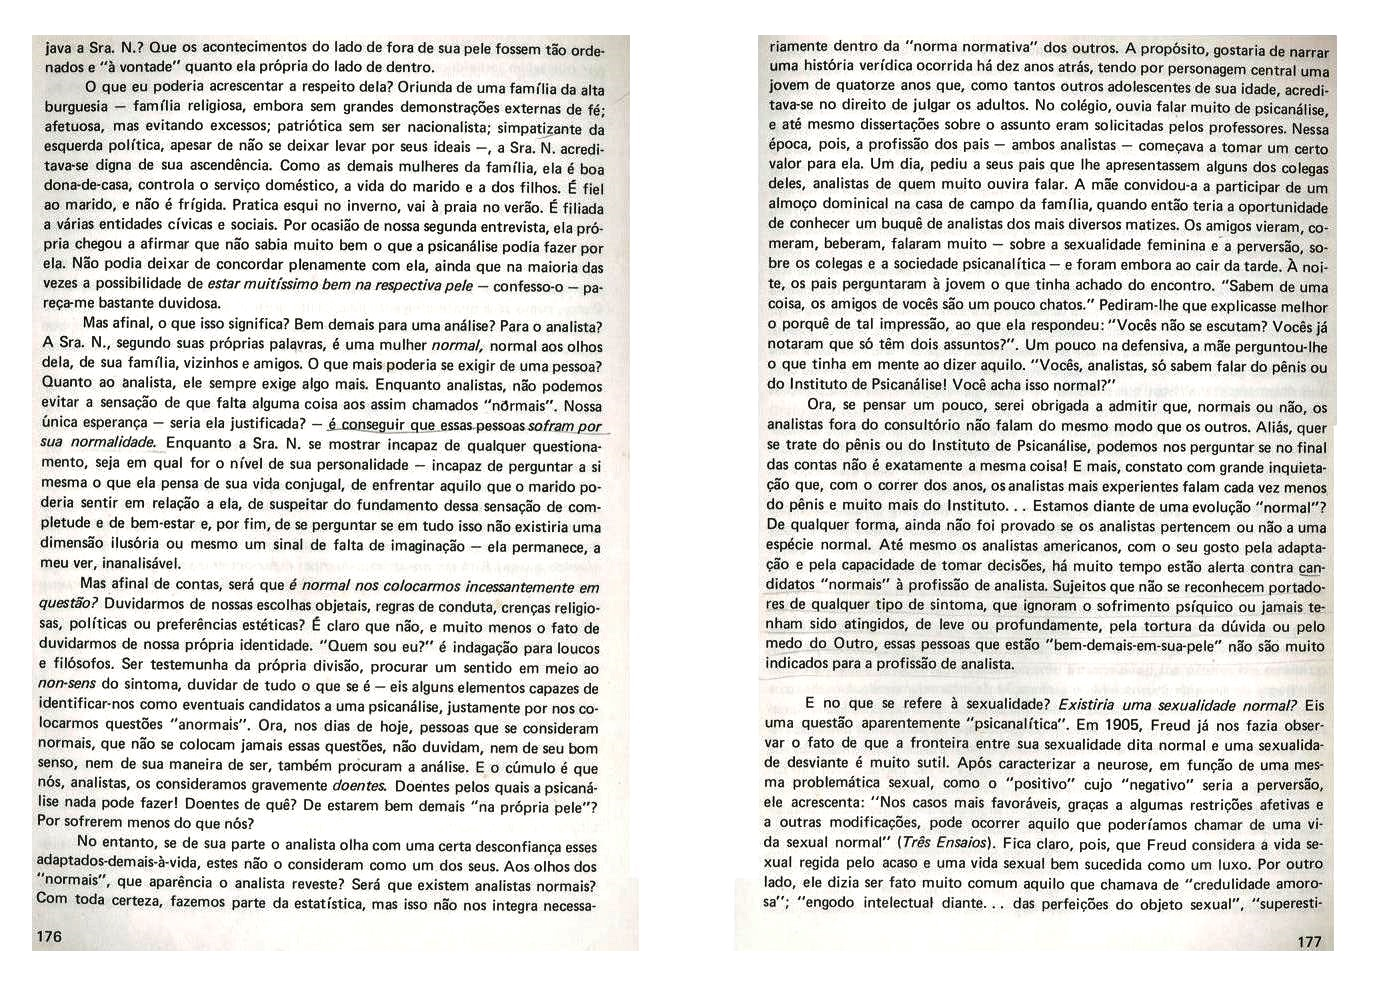 java a Sra. N.? Que os acontecimentos do lado de fora de sua pele fossem tão orde-
nados e "à vontade" quanto ela própria do lado de dentro.
O que eu poderia acrescentar a respeito dela? Oriunda de uma família da alta
burguesia — família religiosa, embora sem grandes demonstrações externas de fé;
afetuosa, mas evitando excessos; patriótica sem ser nacionalista; simpatizante da
esquerda política, apesar de não se deixar levar por seus ideais —, a Sra. N. acredi-
tava-se digna de sua ascendência. Como as demais mulheres da família, ela é boa
dona-de-casa, controla o serviço doméstico, a vida do marido e a dos filhos. É fiel
ao marido, e não é frígida. Pratica esqui no inverno, vai à praia no verão. É filiada
a várias entidades cívicas e sociais. Por ocasião de nossa segunda entrevista, ela pró-
pria chegou a afirmar que não sabia muito bem o que a psicanálise podia fazer por
ela. Não podia deixar de concordar plenamente com ela, ainda que na maioria das
vezes a possibilidade de estar muitíssimo bem na respectiva pele — confesso-o — pa-
reça-me bastante duvidosa.
Mas afinal, o que isso significa? Bem demais para uma análise? Para o analista?
A Sra. N., segundo suas próprias palavras, é uma mulher normal, normal aos olhos
dela, de sua família, vizinhos e amigos. O que mais poderia se exigir de uma pessoa?
Quanto ao analista, ele sempre exige algo mais. Enquanto analistas, não podemos
evitar a sensação de que falta alguma coisa aos assim chamados "normais". Nossa
única esperança — seria ela justificada? — é conseguir que essas pessoas sofram por
sua normalidade. Enquanto a Sra. N. se mostrar incapaz de qualquer questiona-
mento, seja em qual for o nível de sua personalidade — incapaz de perguntar a si
mesma o que ela pensa de sua vida conjugal, de enfrentar aquilo que o marido po-
deria sentir em relação a ela, de suspeitar do fundamento dessa sensação de com-
pletude e de bem-estar e, por fim, de se perguntar se em tudo isso não existiria uma
dimensão ilusória ou mesmo um sinal de falta de imaginação — ela permanece, a
meu ver, inanalisável.
Mas afinal de contas, será que é normal nos colocarmos incessantemente em
questão? Duvidarmos de nossas escolhas objetais, regras de conduta, crenças religio-
sas, políticas ou preferências estéticas? É claro que não, e muito menos o fato de
duvidarmos de nossa própria identidade. "Quem sou eu?" é indagação para loucos
e filósofos. Ser testemunha da própria divisão, procurar um sentido em meio ao
non-sens do sintoma, duvidar de tudo o que se é — eis alguns elementos capazes de
identificar-nos como eventuais candidatos a uma psicanálise, justamente por nos co-
locarmos questões "anormais". Ora, nos dias de hoje, pessoas que se consideram
normais, que não se colocam jamais essas questões, não duvidam, nem de seu bom
senso, nem de sua maneira de ser, também procuram a análise. E o cúmulo é que
nós, analistas, os consideramos gravemente doentes. Doentes pelos quais a psicaná-
lise nada pode fazer! Doentes de quê? De estarem bem demais "na própria pele"?
Por sofrerem menos do que nós?
No entanto, se de sua parte o analista olha com uma certa desconfiança esses
adaptados-demais-à-vida, estes não o consideram como um dos seus. Aos olhos dos
"normais", que aparência o analista reveste? Será que existem analistas normais?
Com toda certeza, fazemos parte da estatística, mas isso não nos integra necessa-
176
riamente dentro da "norma normativa" dos outros. A propósito, gostaria de narrar
uma história verídica ocorrida há dez anos atrás, tendo por personagem central uma
jovem de quatorze anos que, como tantos outros adolescentes de sua idade, acredi-
tava-se no direito de julgar os adultos. No colégio, ouvia falar muito de psicanálise,
e até mesmo dissertações sobre o assunto eram solicitadas pelos professores. Nessa
época, pois, a profissão dos pais — ambos analistas — começava a tomar um certo
valor para ela. Um dia, pediu a seus pais que lhe apresentassem alguns dos colegas
deles, analistas de quem muito ouvira falar. A mãe convidou-a a participar de um
almoço dominical na casa de campo da família, quando então teria a oportunidade
de conhecer um buquê de analistas dos mais diversos matizes. Os amigos vieram, co-
meram, beberam, falaram muito — sobre a sexualidade feminina e a perversão, so-
bre os colegas e a sociedade psicanalítica — e foram embora ao cair da tarde. À noi-
te, os pais perguntaram à jovem o que tinha achado do encontro. "Sabem de uma
coisa, os amigos de vocês são um pouco chatos." Pediram-lhe que explicasse melhor
o porquê de tal impressão, ao que ela respondeu: "Vocês não se escutam? Vocês já
notaram que só têm dois assuntos?". Um pouco na defensiva, a mãe perguntou-lhe
o que tinha em mente ao dizer aquilo. "Vocês, analistas, só sabem falar do pênis ou
do Instituto de Psicanálise! Você acha isso normal?"
Ora, se pensar um pouco, serei obrigada a admitir que, normais ou não, os
analistas fora do consultório não falam do mesmo modo que os outros. Aliás, quer
se trate do pênis ou do Instituto de Psicanálise, podemos nos perguntar se no final
das contas não é exatamente a mesma coisa! E mais, constato com grande inquieta-
ção que, com o correr dos anos, os analistas mais experientes falam cada vez menos
do pênis e muito mais do Instituto... Estamos diante de uma evolução "normal"?
De qualquer forma, ainda não foi provado se os analistas pertencem ou não a uma
espécie normal. Até mesmo os analistas americanos, com o seu gosto pela adapta-
ção e pela capacidade de tomar decisões, há muito tempo estão alerta contra can-
didatos "normais" à profissão de analista. Sujeitos que não se reconhecem portado-
res de qualquer tipo de sintoma, que ignoram o sofrimento psíquico ou jamais te-
nham sido atingidos, de leve ou profundamente, pela tortura da dúvida ou pelo
medo do Outro, essas pessoas que estão "bem-demais-em-sua-pele" não são muito
indicados para a profissão de analista.
E no que se refere à sexualidade? Existiria uma sexualidade normal? Eis
uma questão aparentemente "psicanalítica". Em 1905, Freud já nos fazia obser-
var o fato de que a fronteira entre sua sexualidade dita normal e uma sexualida-
de desviante é muito sutil. Após caracterizar a neurose, em função de uma mes-
ma problemática sexual, como o "positivo" cujo "negativo" seria a perversão,
ele acrescenta: "Nos casos mais favoráveis, graças a algumas restrições afetivas e
a outras modificações, pode ocorrer aquilo que poderíamos chamar de uma vi-
da sexual normal" (Três Ensaios). Fica claro, pois, que Freud considera a vida se-
xual regida pelo acaso e uma vida sexual bem sucedida como um luxo. Por outro
lado, ele dizia ser fato muito comum aquilo que chamava de "credulidade amoro-
sa"; "engodo intelectual diante... das perfeições do objeto sexual", "superesti-
177